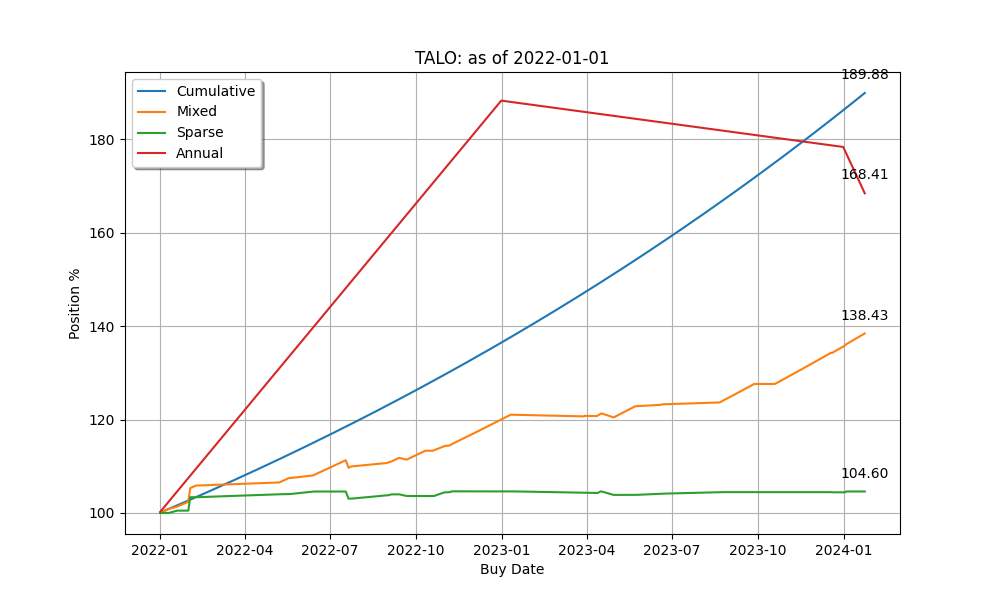 TALO: as of 2022-01-01
Cumulative
Mixed
Sparse
Annual
189.88
168.41
138.43
104.60
Position %
180
160
140
120
100
2022-01 2022-04 2022-07 2022-10 2023-01 2023-04 2023-07 2023-10 2024-01
Buy Date